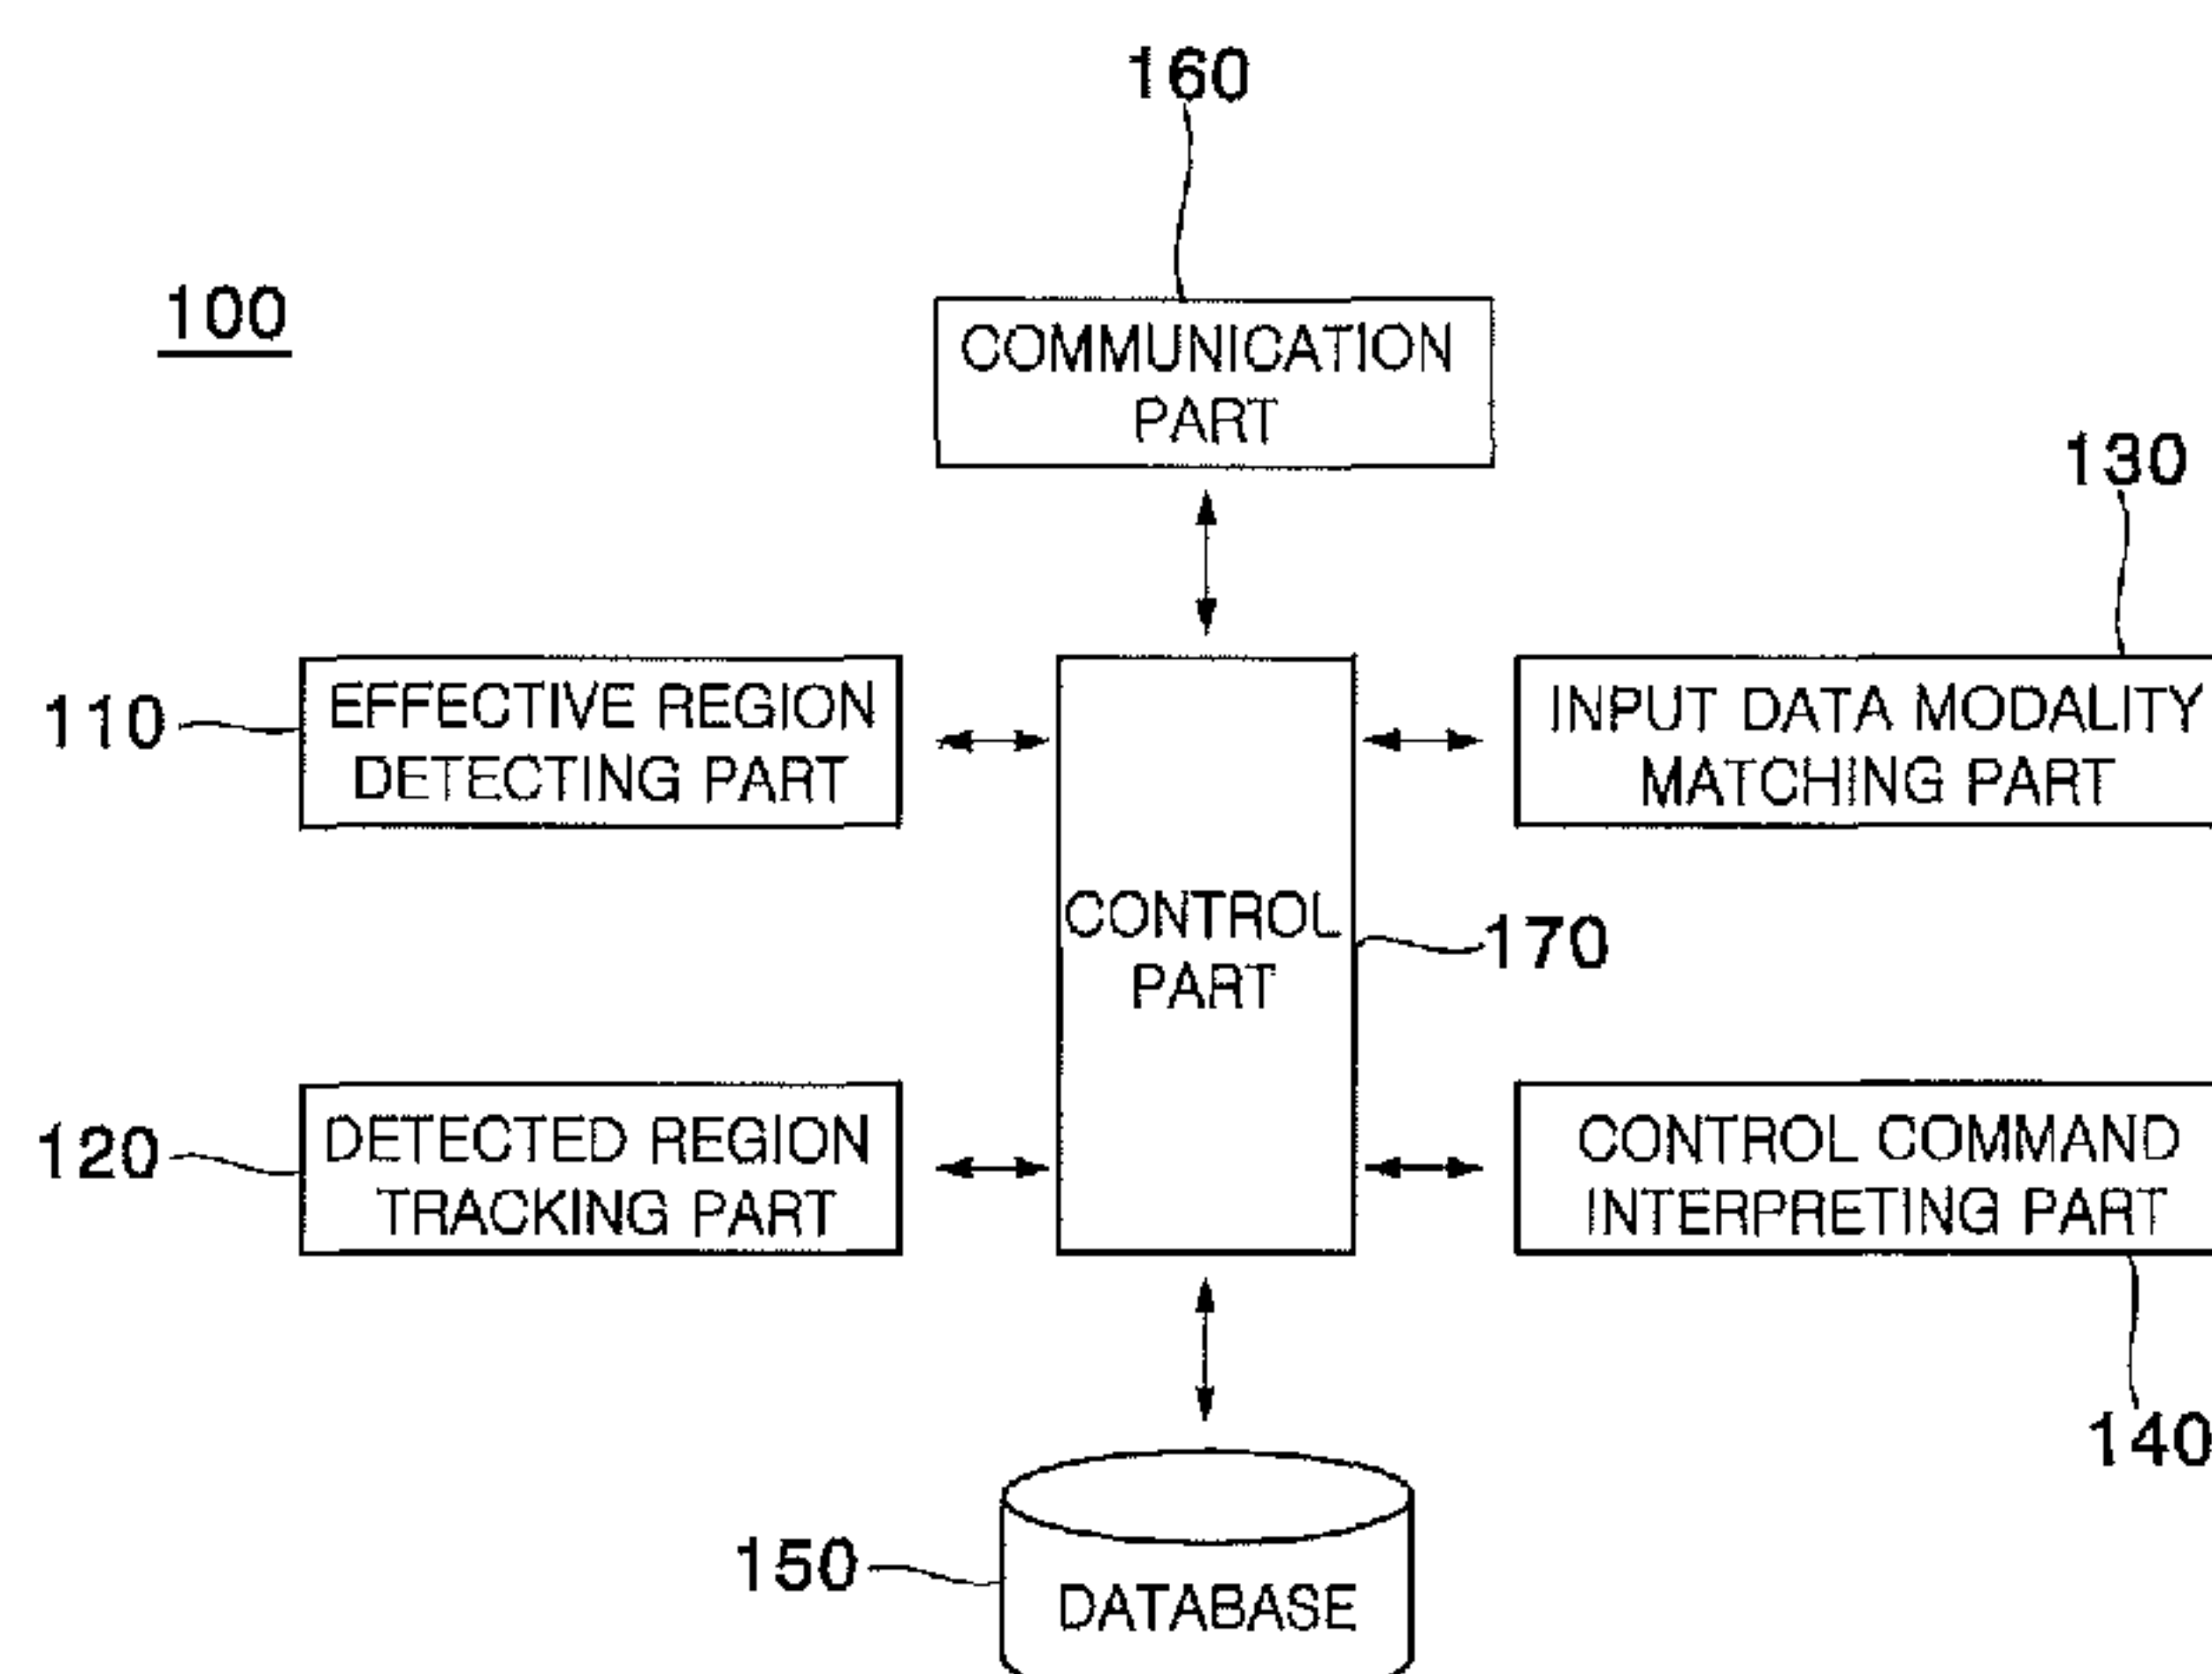 160
100
COMMUNICATION
PART
130
110
EFFECTIVE REGION
DETECTING PART
INPUT DATA MODALITY
MATCHING PART
CONTROL
PART
170
120
DETECTED REGION
TRACKING PART
CONTROL COMMAND
INTERPRETING PART
140
150
DATABASE